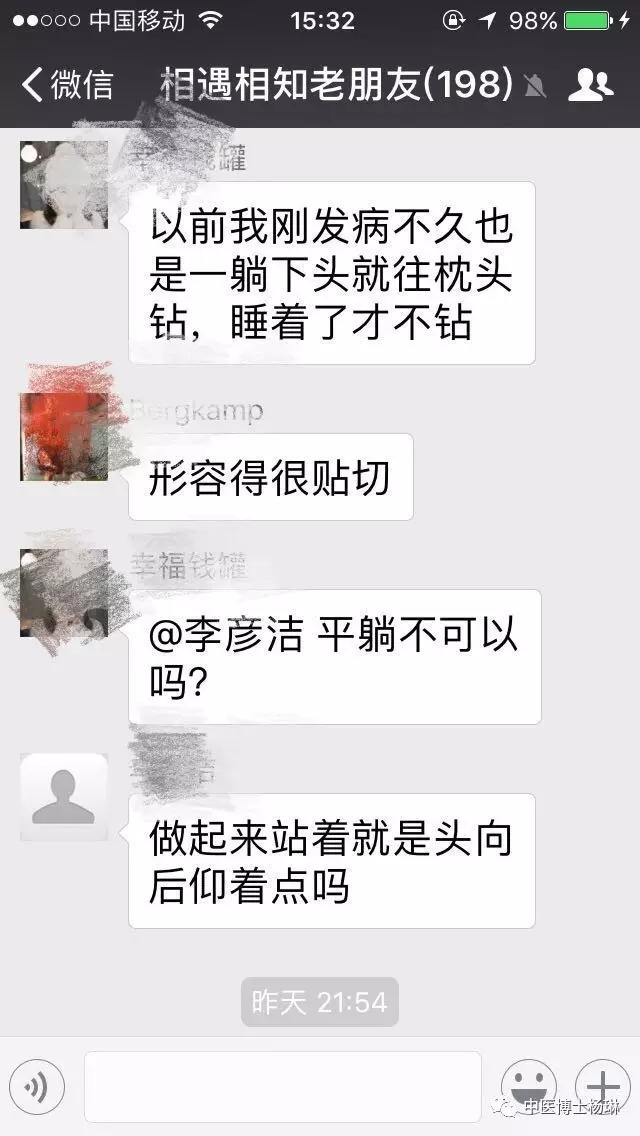 中国移动 15:32 98%
微信 相遇相知老朋友(198)
罐
以前我刚发病不久也
是一躺下头就往枕头
钻，睡着了才不钻
Bergkamp
形容得很贴切
幸福钱罐
@李彦洁 平躺不可以
吗?
做起来站着就是头向
后仰着点吗
昨天 21:54
中医博士杨琳